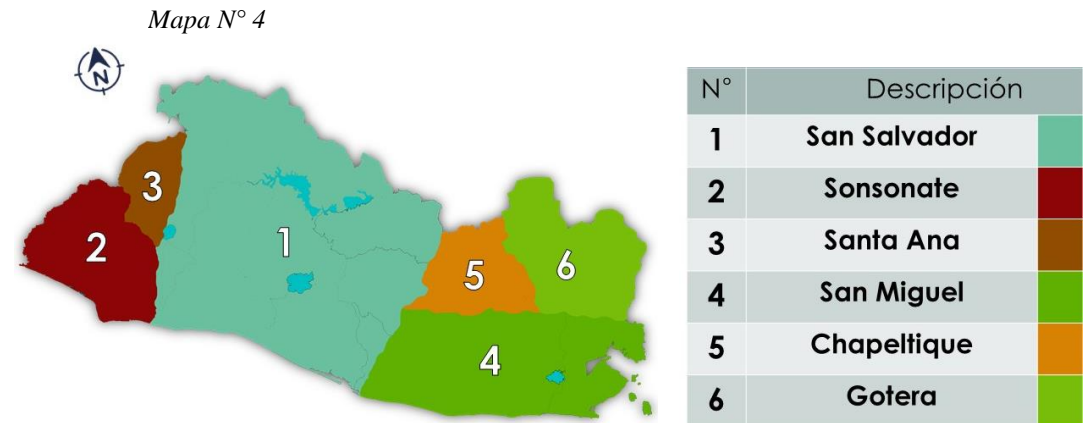 Mapa N° 4
N
3
2
1
5
6
4
N° Descripción
1 San Salvador
2 Sonsonate
3 Santa Ana
4 San Miguel
5 Chapeltique
6 Gotera